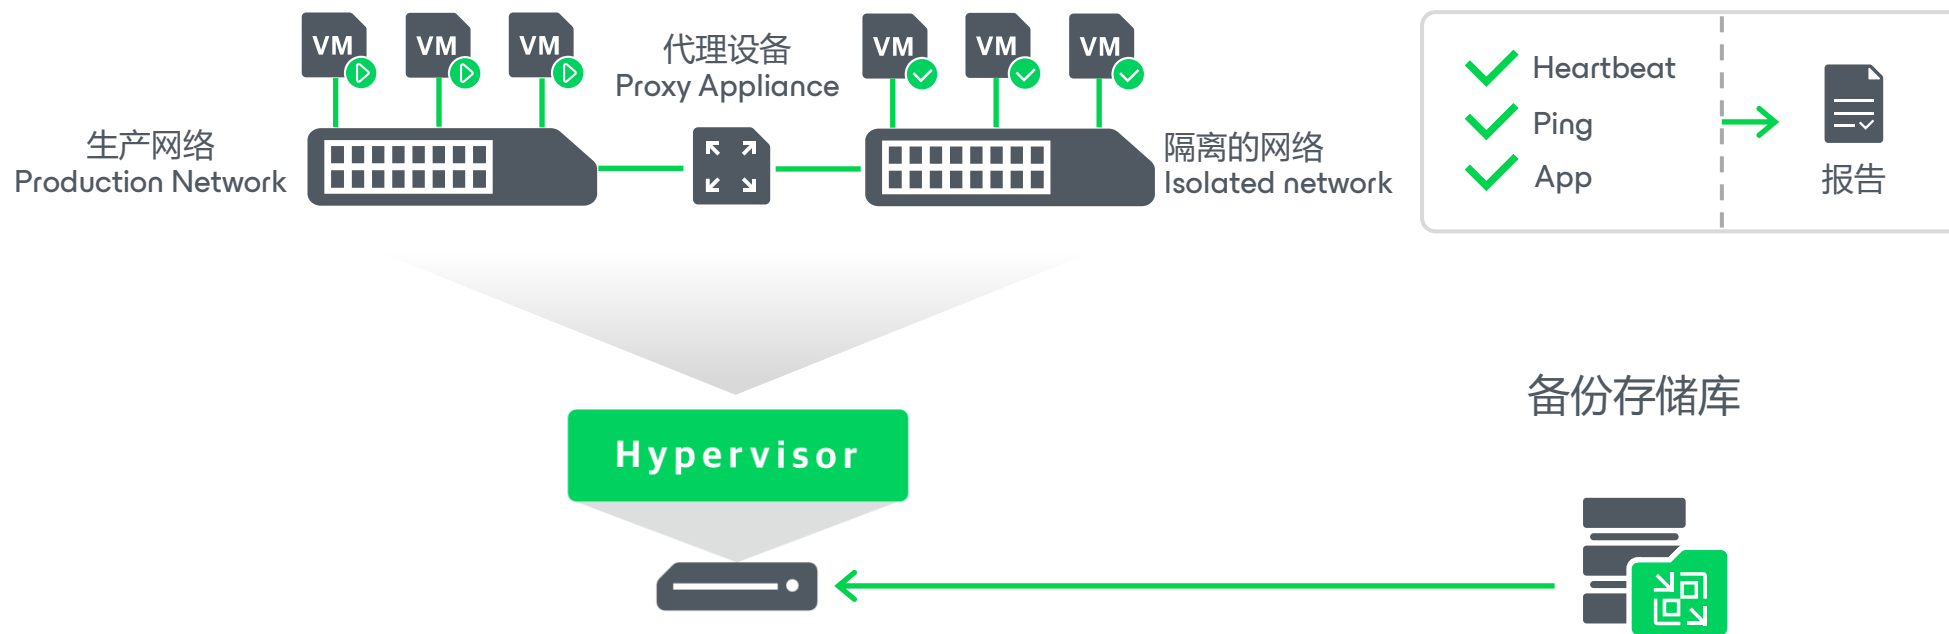 VM
VM
VM
代理设备
Proxy Appliance
VM
VM
VM
生产网络
Production Network
隔离的网络
Isolated network
Heartbeat
Ping
App
报告
备份存储库
Hypervisor